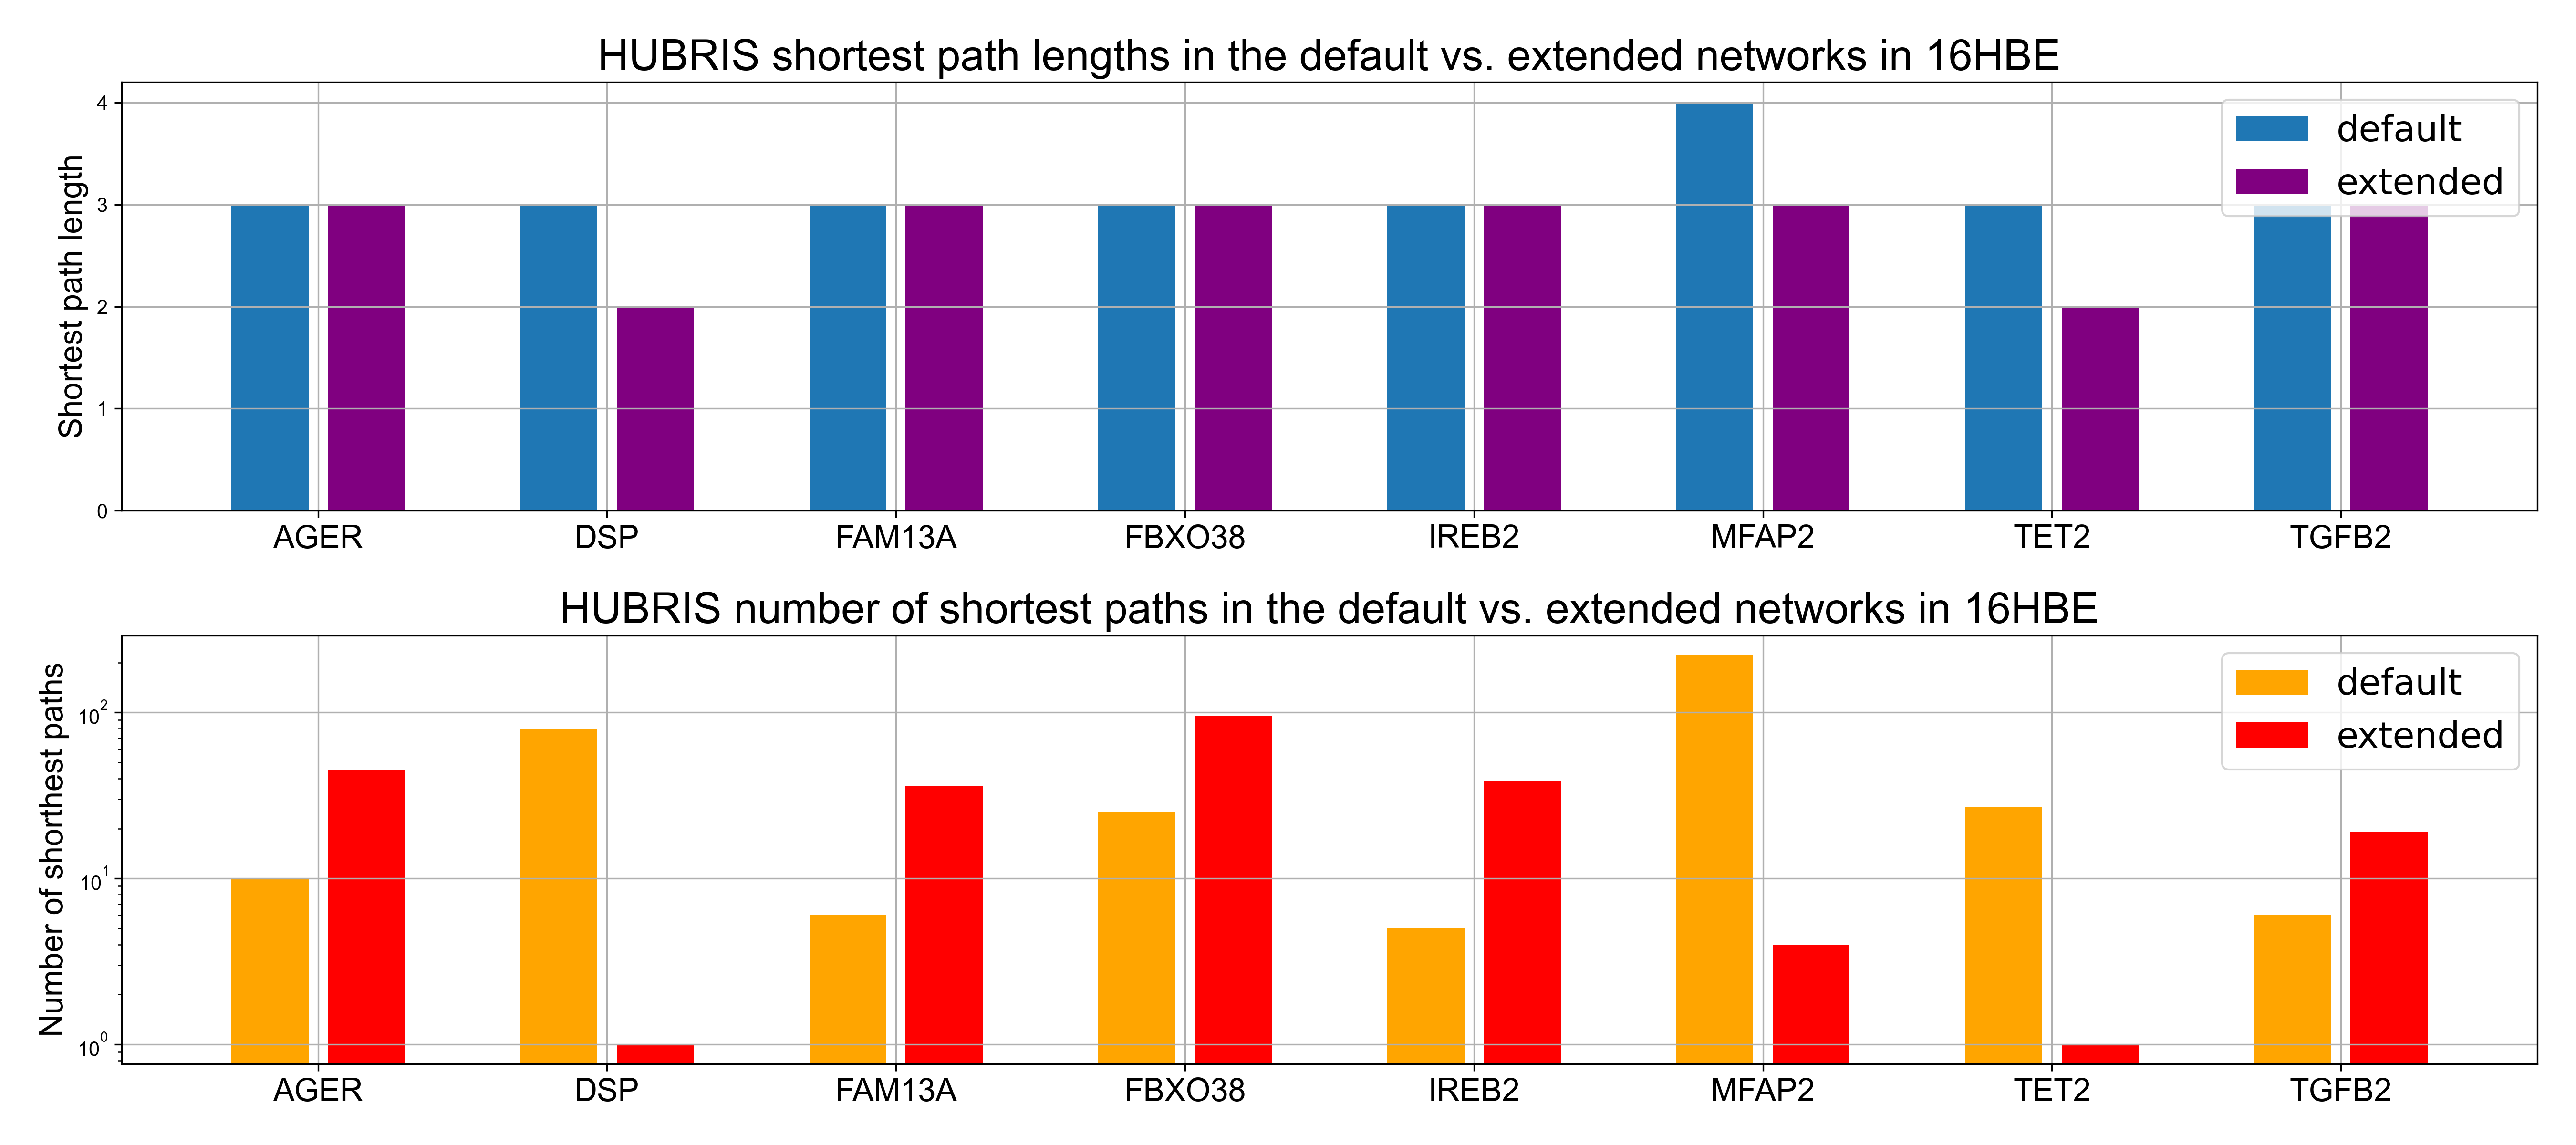 HUBRIS shortest path lengths in the default vs. extended networks in 16HBE
Shortest path length
4
3
2
1
0
default
extended
AGER DSP FAM13A FBXO38 IREB2 MFAP2 TET2 TGFB2
HUBRIS number of shortest paths in the default vs. extended networks in 16HBE
Number of shorthest paths
10²
10¹
10⁰
default
extended
AGER DSP FAM13A FBXO38 IREB2 MFAP2 TET2 TGFB2